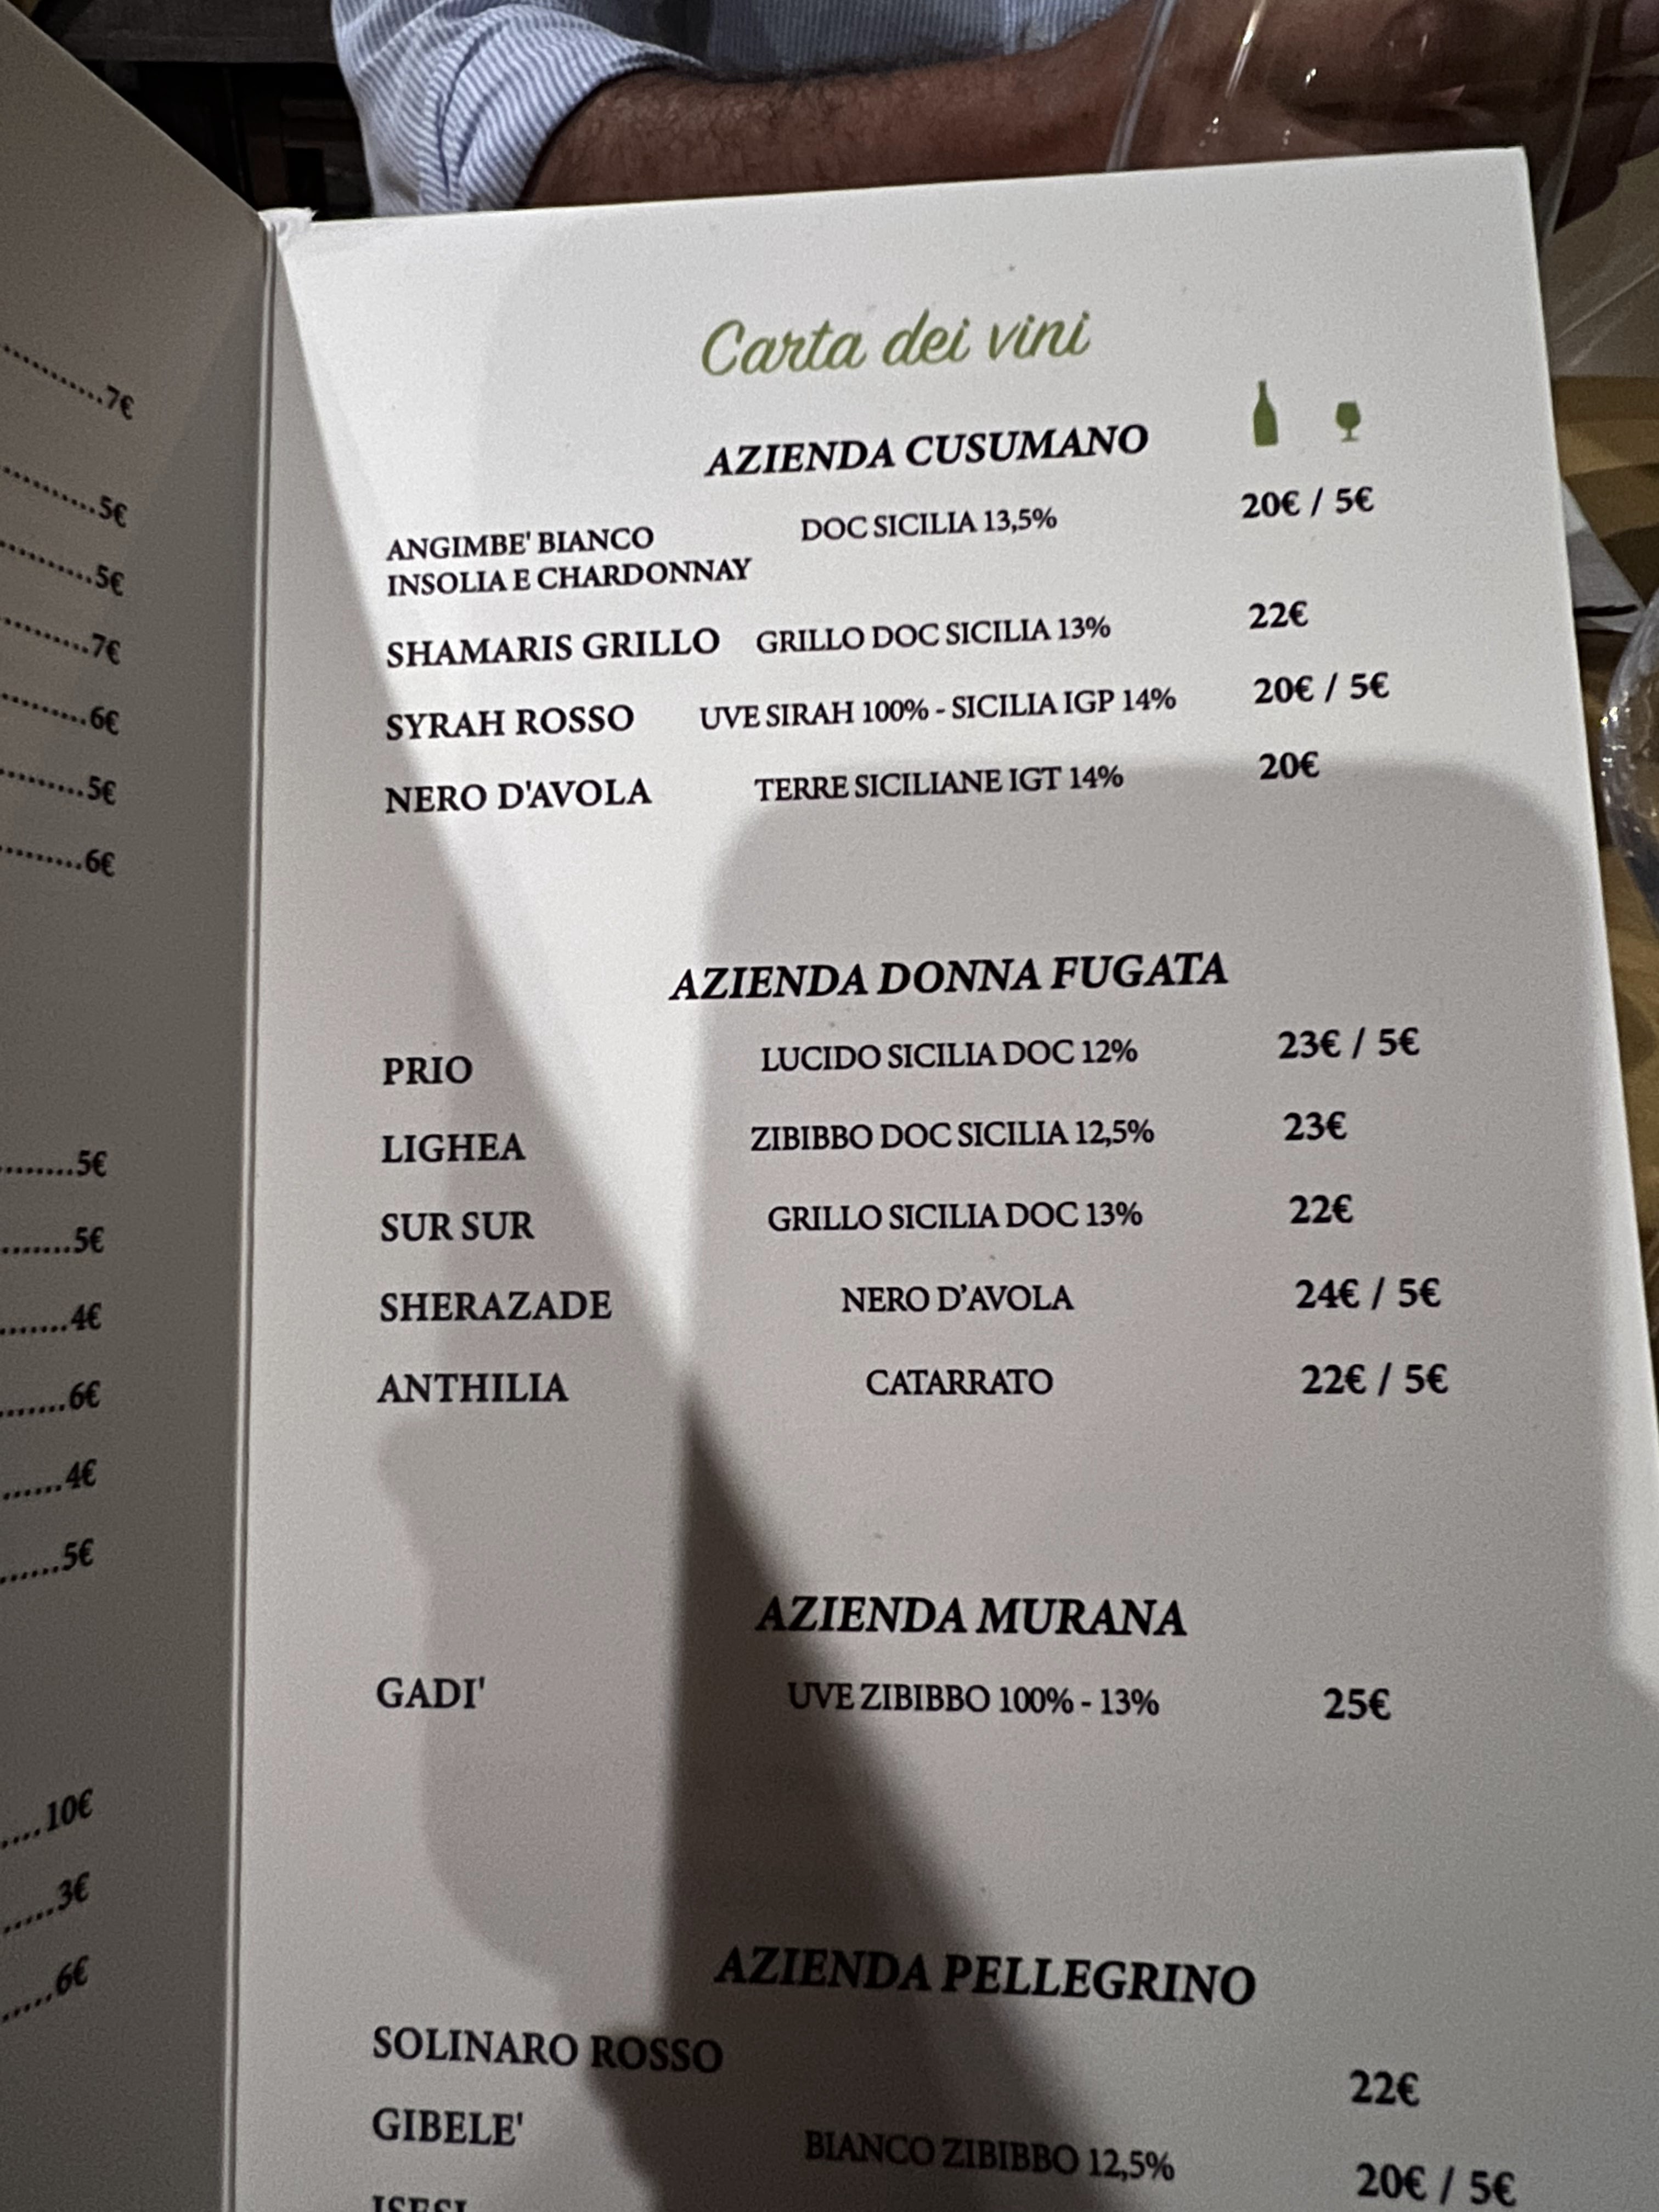 .........7€
.........5€
.........5€
.........7€
.........6€
.........5€
.........6€
........5€
.......5€
.......4€
.......6€
......4€
......5€
....10€
.....3€
.....6€
Carta dei vini
AZIENDA CUSUMANO
ANGIMBE' BIANCO DOC SICILIA 13,5% 20€ / 5€
INSOLIA E CHARDONNAY
SHAMARIS GRILLO GRILLO DOC SICILIA 13% 22€
SYRAH ROSSO UVE SIRAH 100% - SICILIA IGP 14% 20€ / 5€
NERO D'AVOLA TERRE SICILIANE IGT 14% 20€
AZIENDA DONNA FUGATA
PRIO LUCIDO SICILIA DOC 12% 23€ / 5€
LIGHEA ZIBIBBO DOC SICILIA 12,5% 23€
SUR SUR GRILLO SICILIA DOC 13% 22€
SHERAZADE NERO D’AVOLA 24€ / 5€
ANTHILIA CATARRATO 22€ / 5€
AZIENDA MURANA
GADI' UVE ZIBIBBO 100% - 13% 25€
AZIENDA PELLEGRINO
SOLINARO ROSSO 22€
GIBELE' BIANCO ZIBIBBO 12,5% 20€ / 5€